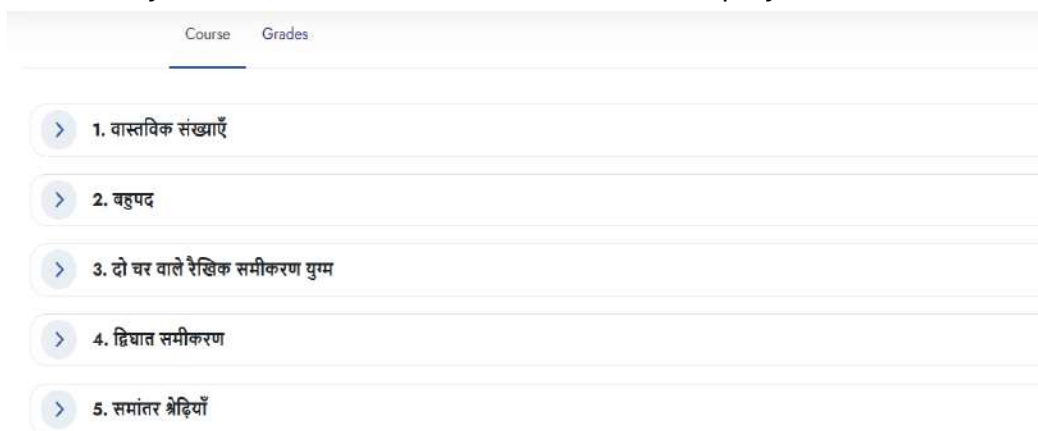 Course Grades
1. वास्तविक संख्याएँ
2. बहुपद
3. दो चर वाले रैखिक समीकरण युग्म
4. द्विघात समीकरण
5. समांतर श्रेढ़ियाँ